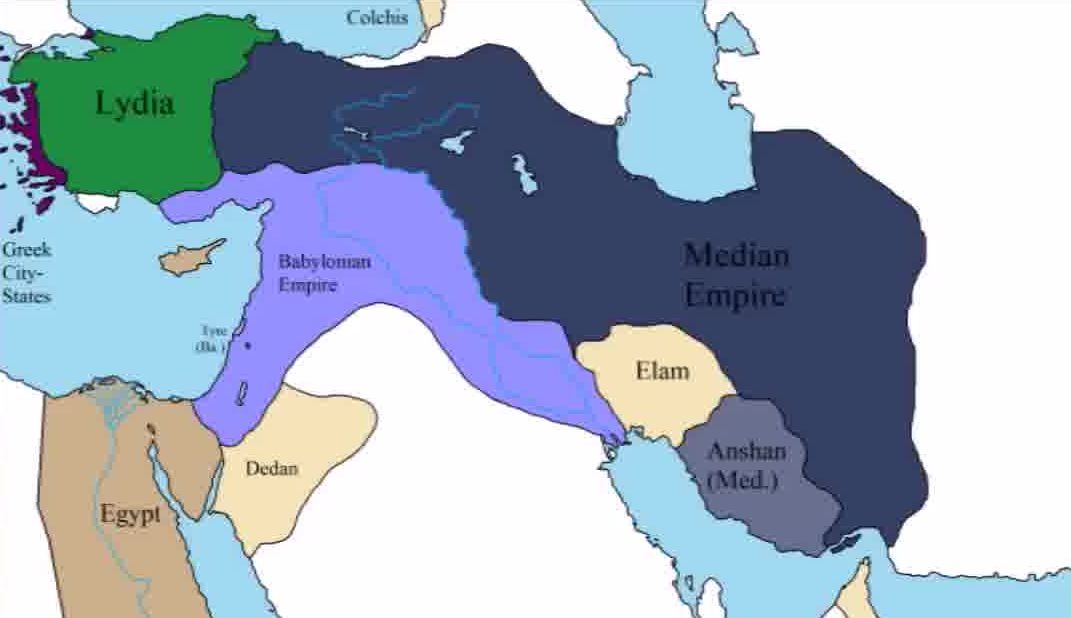 Colchis
Lydia
Greek
City-
States
Babylonian
Empire
Median
Empire
Tyre
(Ba.)
Elam
Dedan
Anshan
(Med.)
Egypt